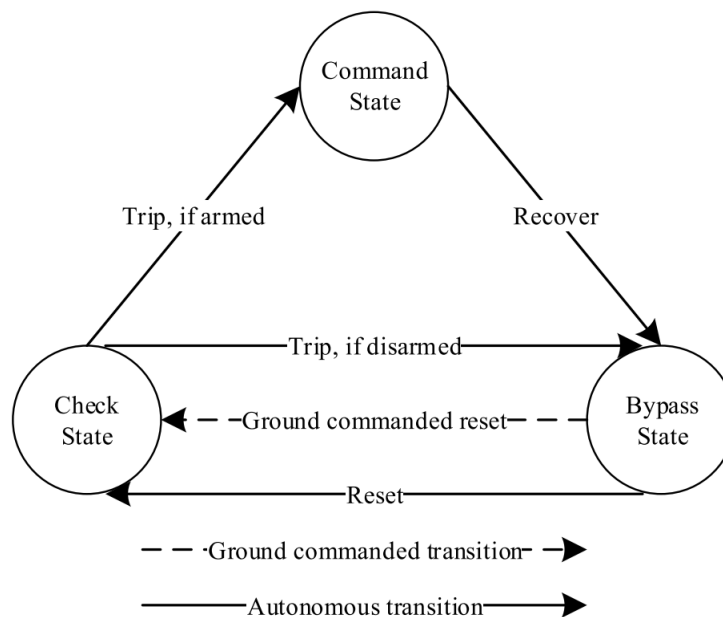 Command
State
Trip, if armed
Recover
Trip, if disarmed
Check
State
Ground commanded reset
Bypass
State
Reset
Ground commanded transition
Autonomous transition